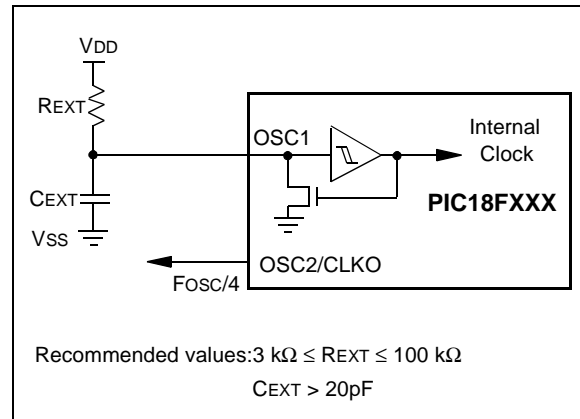 VDD
REXT
OSC1
Internal
Clock
CEXT
PIC18FXXX
VSS
OSC2/CLKO
FOSC/4
Recommended values:3 kΩ ≤ REXT ≤ 100 kΩ
CEXT > 20pF